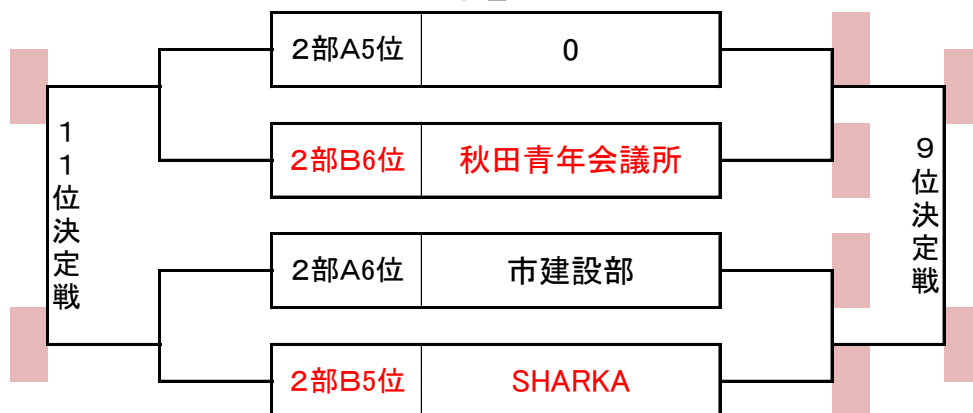 2部A5位 0
2部B6位 秋田青年会議所
2部A6位 市建設部
2部B5位 SHARKA
11位決定戦
9位決定戦